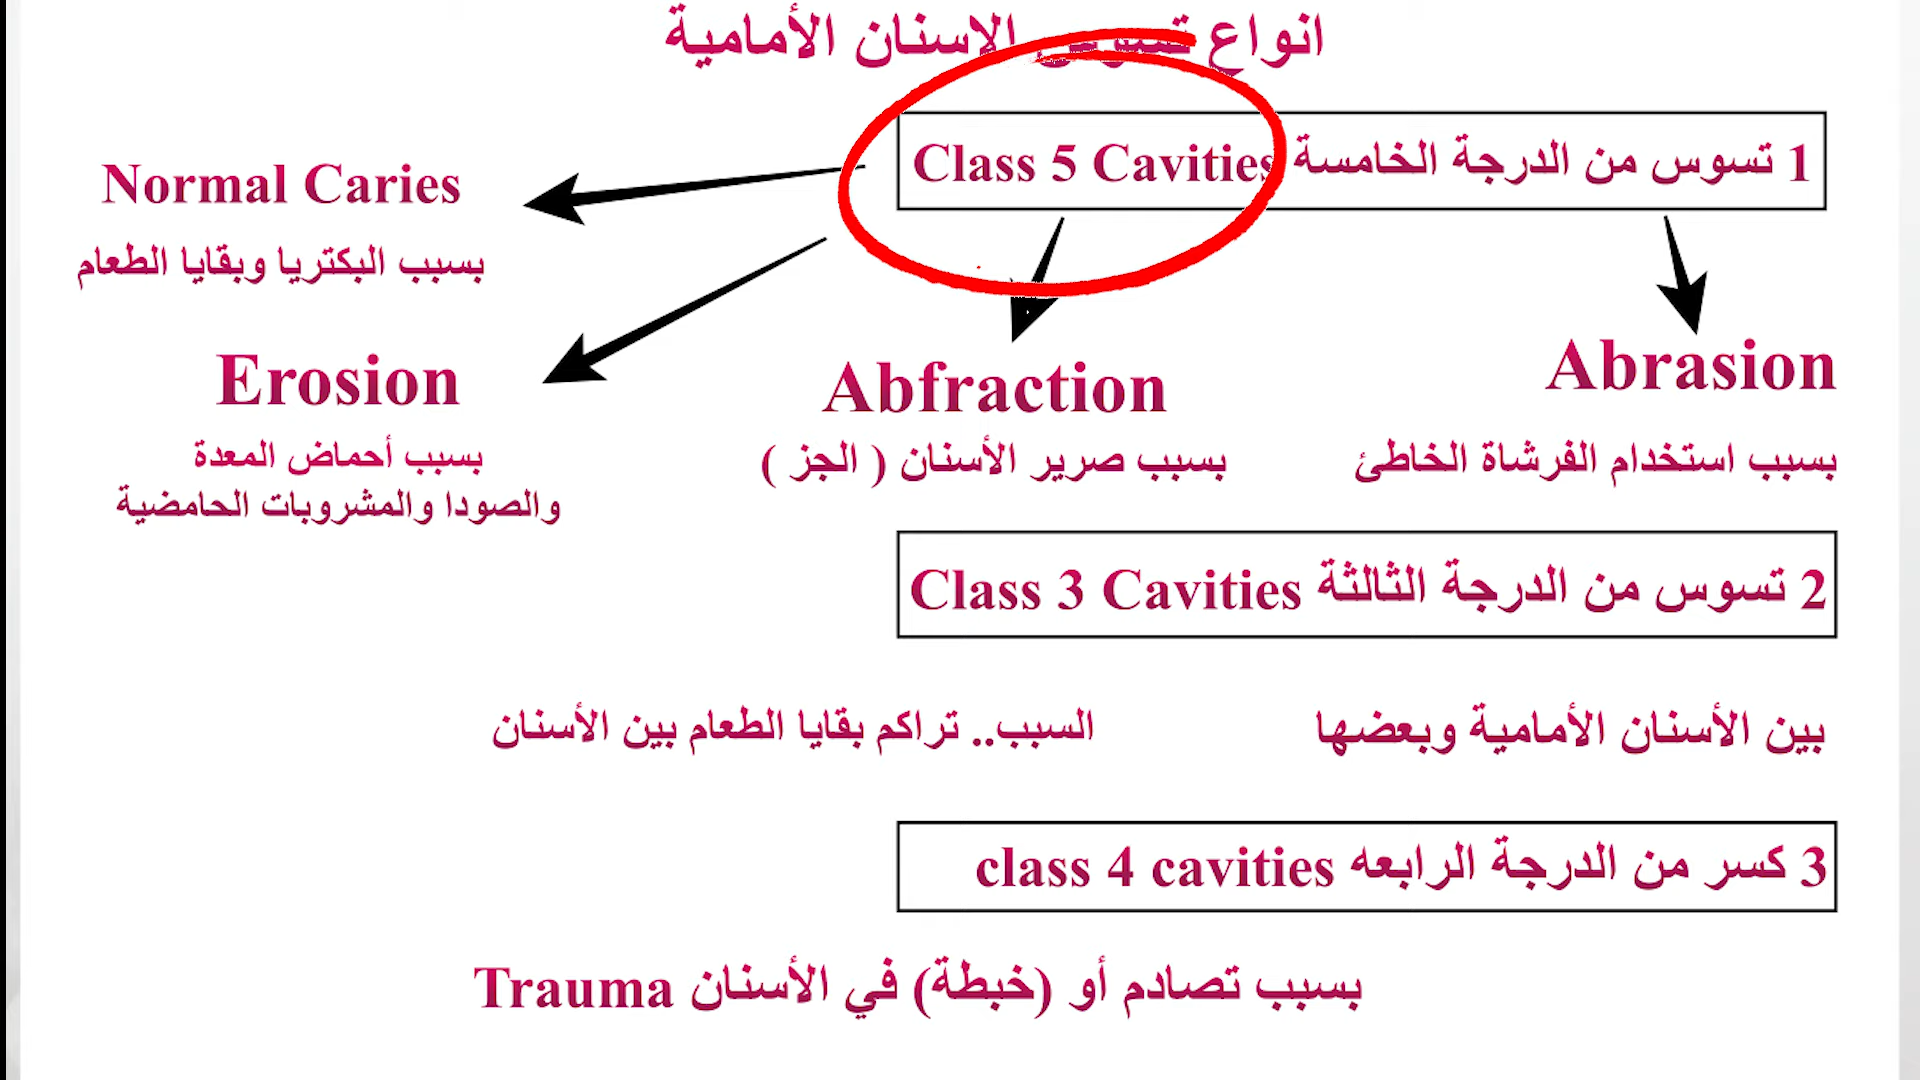 انواع تسوس الاسنان الأمامية
1 تسوس من الدرجة الخامسة Class 5 Cavities
Normal Caries
بسبب البكتريا وبقايا الطعام
Abrasion
بسبب استخدام الفرشاة الخاطئ
Abfraction
بسبب صرير الأسنان ( الجز )
Erosion
بسبب أحماض المعدة
والصودا والمشروبات الحامضية
2 تسوس من الدرجة الثالثة Class 3 Cavities
بين الأسنان الأمامية وبعضها
السبب.. تراكم بقايا الطعام بين الأسنان
3 كسر من الدرجة الرابعه class 4 cavities
بسبب تصادم أو (خبطة) في الأسنان Trauma